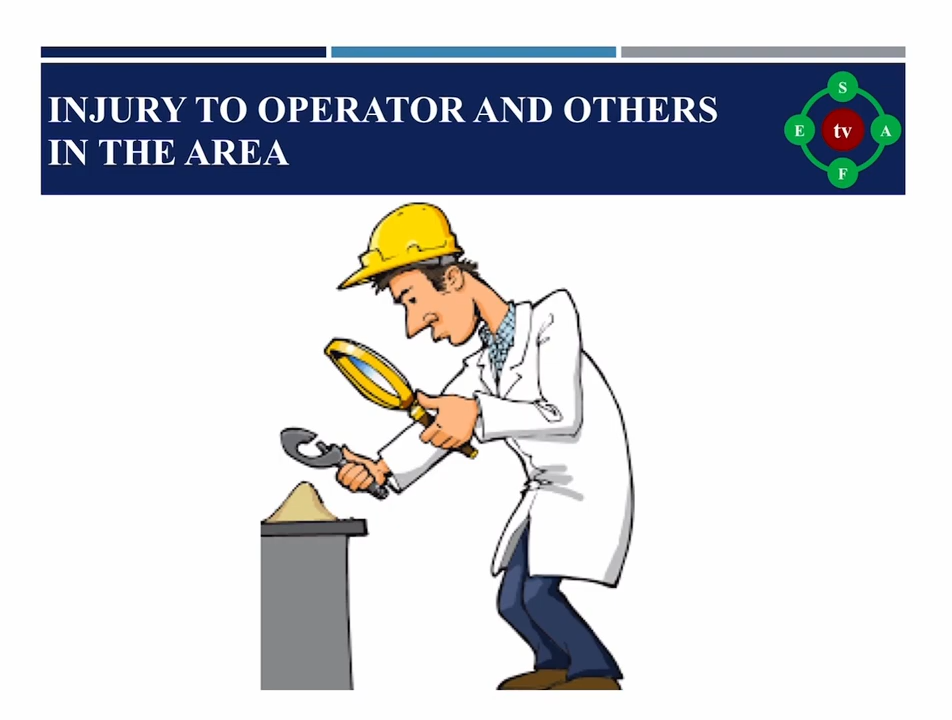 INJURY TO OPERATOR AND OTHERS
IN THE AREA
S
E tv A
F